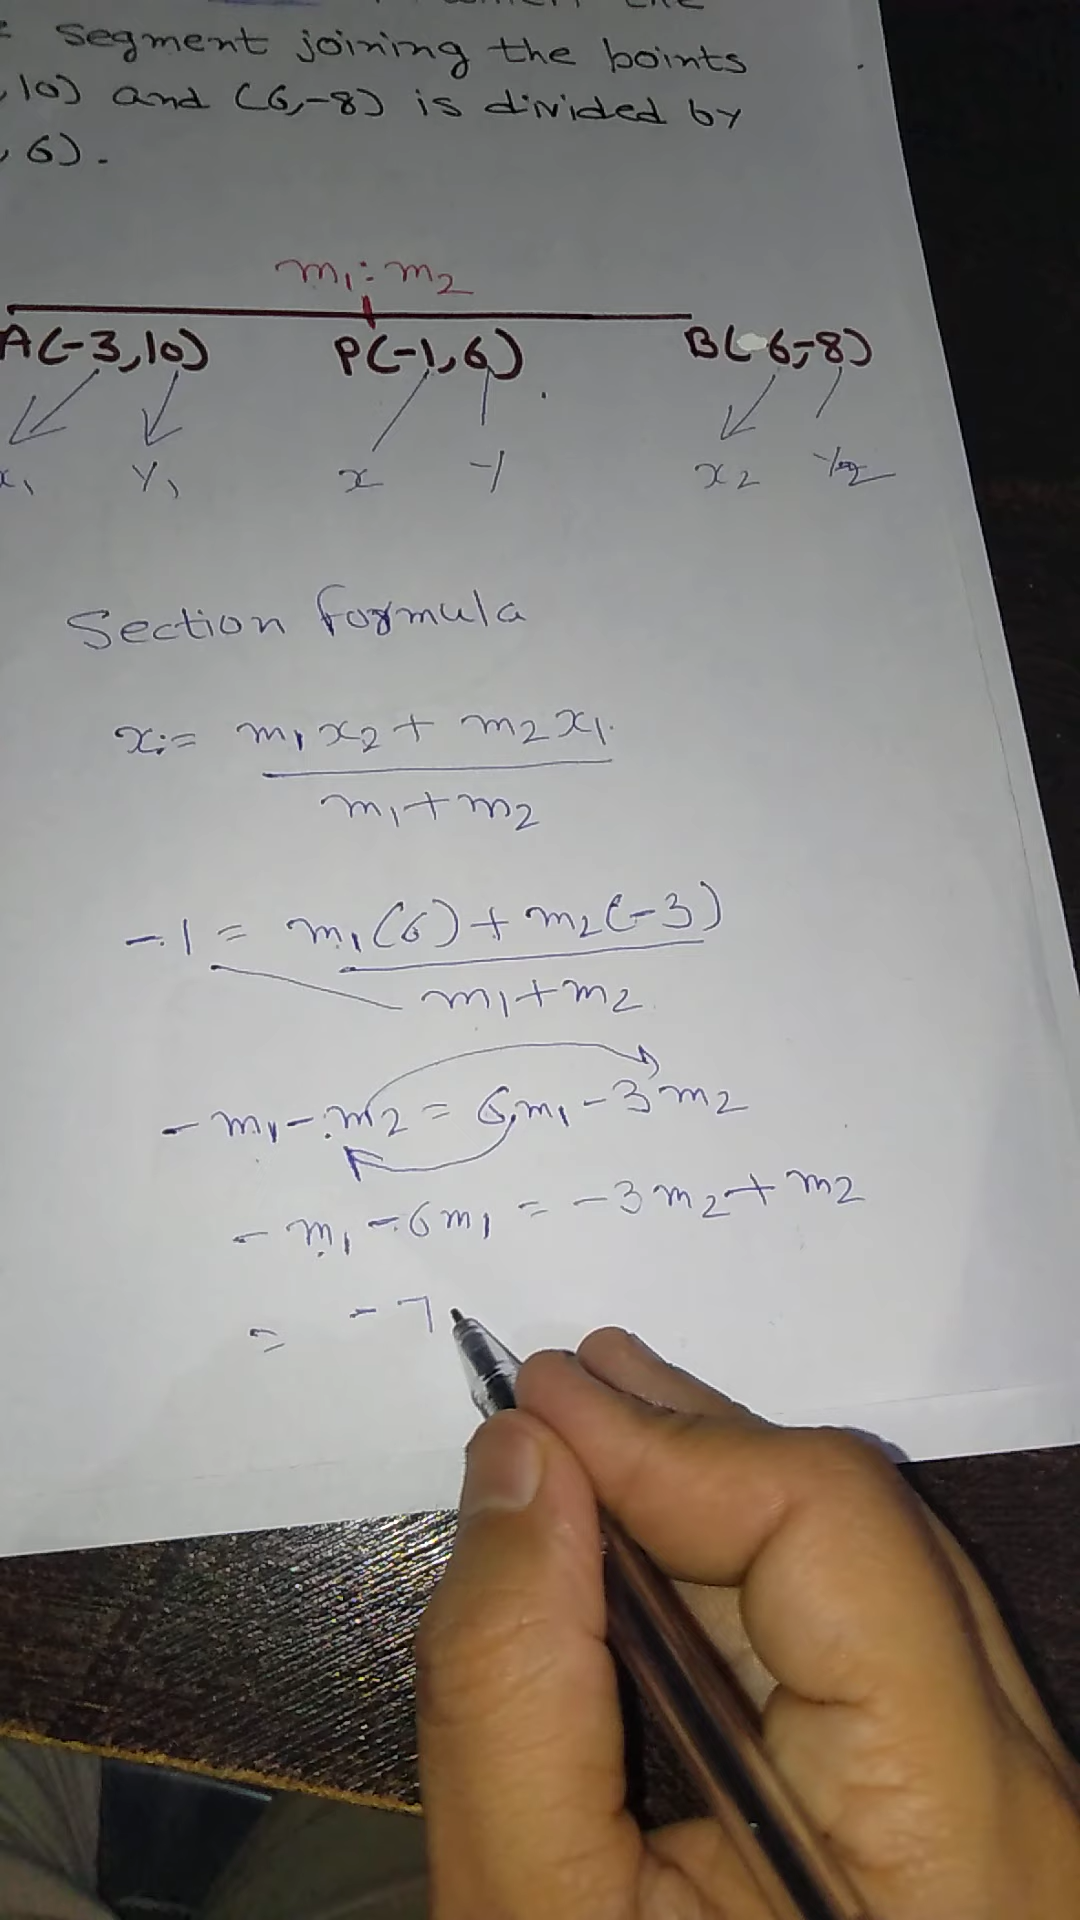 segment joining the points
,10) and (6,-8) is divided by
, 6).
m₁:m₂
A(-3,10) P(-1,6) B(6,-8)
x₁ y₁ x y x₂ y₂
Section formula
x = m₁x₂ + m₂x₁
m₁+m₂
-1 = m₁(6) + m₂(-3)
m₁+m₂
-m₁-m₂ = 6m₁-3m₂
-m₁-6m₁ = -3m₂+m₂
= -7